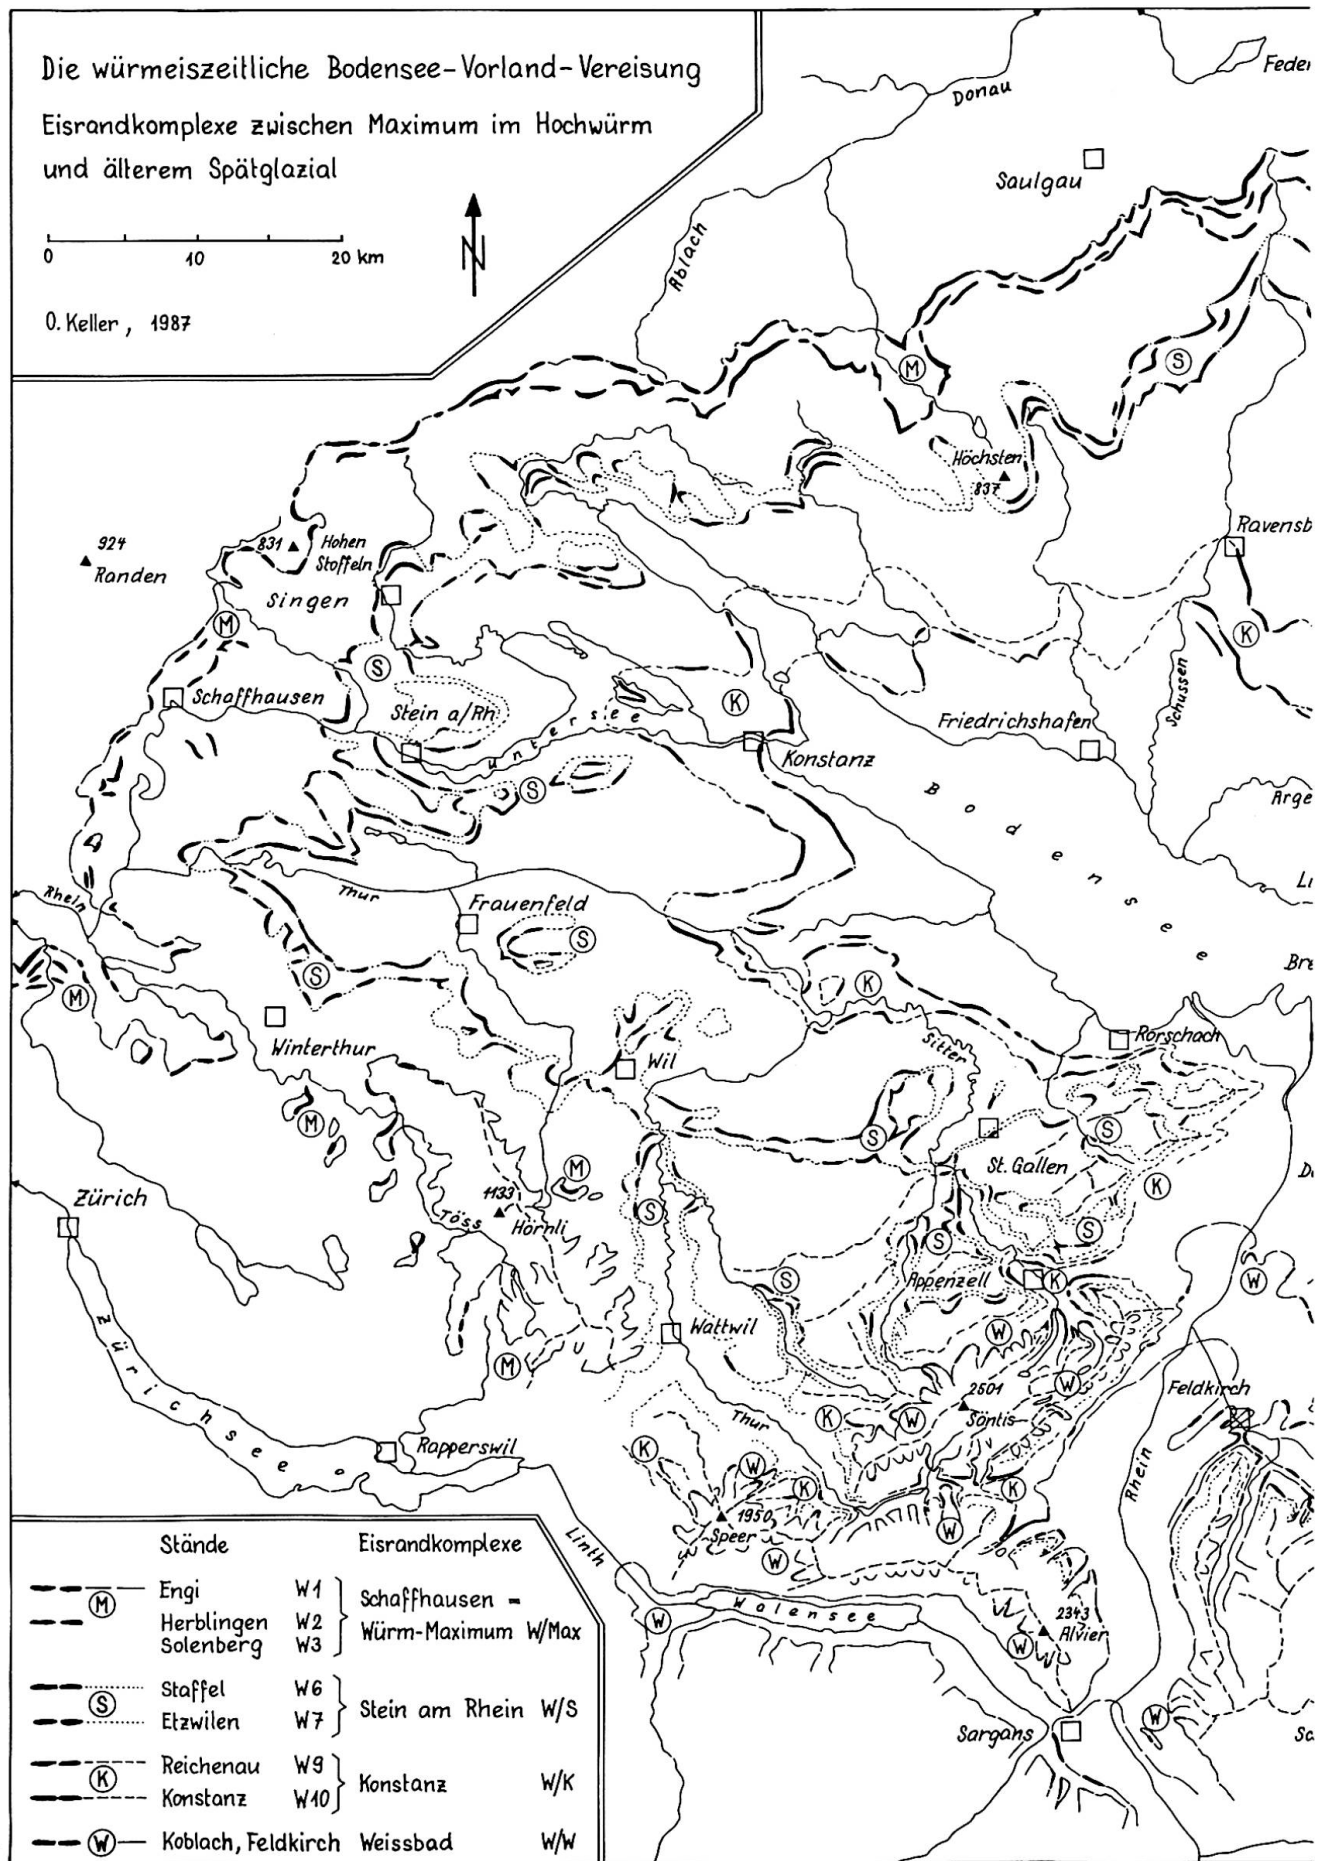 Die würmeiszeitliche Bodensee-Vorland-Vereisung
Eisrandkomplexe zwischen Maximum im Hochwürm
und älterem Spätglazial
0 10 20 km
N
O. Keller, 1987
Donau
Feder
Saulgau
Ablach
M
S
Höchsten
837
Ravensb
924
Randen
831
Hohen
Stoffeln
Singen
M
K
S
Schaffhausen
Stein a/Rh
Untersee
K
Schussen
Friedrichshafen
Konstanz
S
Bodensee
Arge
Rhein
Thur
Frauenfeld
S
S
M
K
Bre
Winterthur
Wil
Sitter
Rorschach
M
S
S
St. Gallen
M
K
Zürich
1133
Hörnli
Töss
S
S
S
Appenzell
K
W
S
Wattwil
W
M
W
Feldkirch
2501
Säntis
Thur
K
W
K
Zürichsee
Rapperswil
W
K
K
Rhein
1950
Speer
W
W
Linth
Walensee
W
2343
Alvier
W
W
Sargans
Stände Eisrandkomplexe
M
Engi W1
Herblingen W2
Solenberg W3
Schaffhausen =
Würm-Maximum W/Max
S
Staffel W6
Etzwilen W7
Stein am Rhein W/S
K
Reichenau W9
Konstanz W10
Konstanz W/K
W Koblach, Feldkirch Weissbad W/W